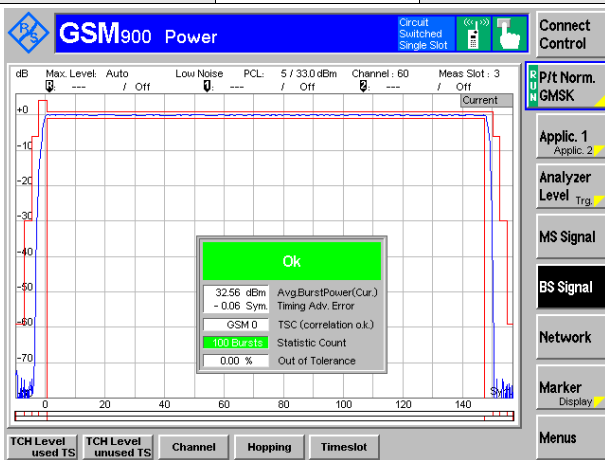 R S
GSM900 Power
Circuit
Switched
Single Slot
Connect
Control
dB Max. Level: Auto Low Noise PCL: 5 / 33.0 dBm Channel : 60 Meas Slot : 3
--- / Off --- / Off 2: --- / Off
Current
RUN
P/t Norm.
GMSK
Applic. 1
Applic. 2
Analyzer
Level Trg.
MS Signal
BS Signal
Network
Marker
Display
Menus
+0
-10
-20
-30
-40
-50
-60
-70
Ok
32.56 dBm Avg.BurstPower(Cur.)
- 0.06 Sym. Timing Adv. Error
GSM 0 TSC (correlation o.k.)
100 Bursts Statistic Count
0.00 % Out of Tolerance
0 20 40 60 80 100 120 140
TCH Level
used TS
TCH Level
unused TS
Channel
Hopping
Timeslot